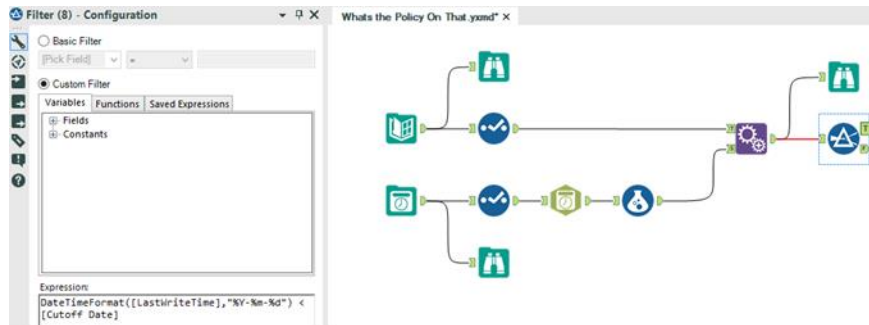 Filter (8) - Configuration
Whats the Policy On That.yxmd*
Basic Filter
[Pick Field]
=
Custom Filter
Variables
Functions
Saved Expressions
Fields
Constants
T
S
T
F
Expression:
DateTimeFormat([LastWriteTime],"%Y-%m-%d") <
[Cutoff Date]